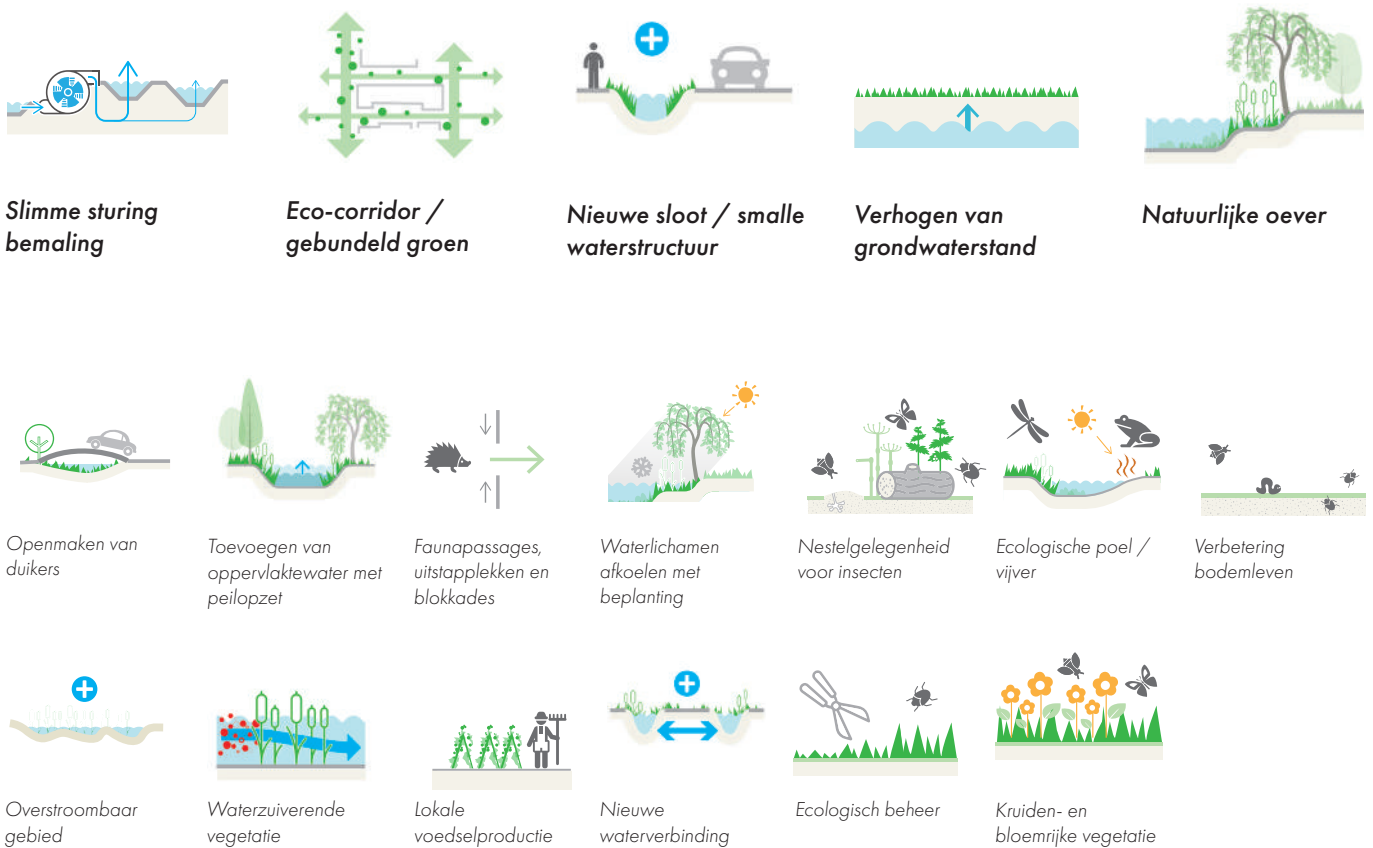 Slimme sturing
bemaling
Eco-corridor /
gebundeld groen
Nieuwe sloot / smalle
waterstructuur
Verhogen van
grondwaterstand
Natuurlijke oever
Openmaken van
duikers
Toevoegen van
oppervlaktewater met
peilopzet
Faunapassages,
uitstapplekken en
blokkades
Waterlichamen
afkoelen met
beplanting
Nestelgelegenheid
voor insecten
Ecologische poel /
vijver
Verbetering
bodemleven
Overstroombaar
gebied
Waterzuiverende
vegetatie
Lokale
voedselproductie
Nieuwe
waterverbinding
Ecologisch beheer
Kruiden- en
bloemrijke vegetatie